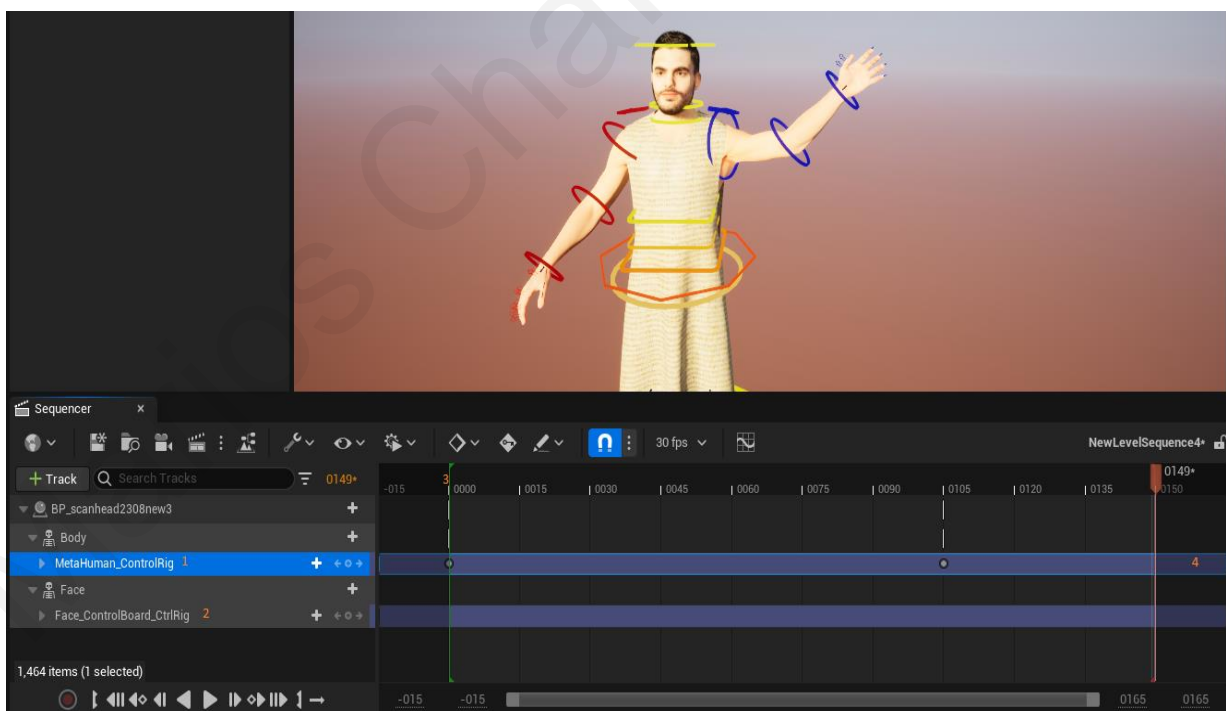 Sequencer ×
30 fps
NewLevelSequence4*
+ Track Search Tracks 0149*
-015 3 0000 0015 0030 0045 0060 0075 0090 0105 0120 0135 0149* 0150
BP_scanhead2308new3 +
Body +
MetaHuman_ControlRig 1 + 4
Face +
Face_ControlBoard_CtrlRig 2 +
1,464 items (1 selected)
-015 -015 0165 0165